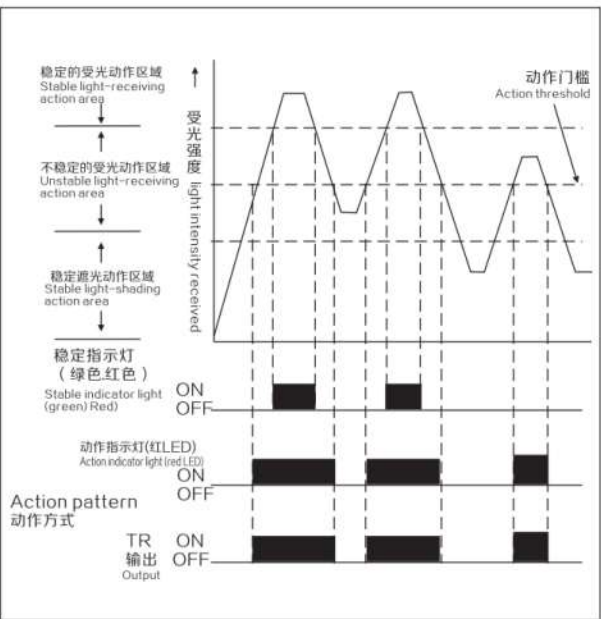 稳定的受光动作区域
Stable light-receiving
action area
动作门槛
Action threshold
受光强度 light intensity received
不稳定的受光动作区域
Unstable light-receiving
action area
稳定遮光动作区域
Stable light-shading
action area
稳定指示灯
（绿色.红色）
Stable indicator light
(green) Red)
ON
OFF
动作指示灯(红LED)
Action indicator light (red LED)
ON
OFF
Action pattern
动作方式
TR ON
输出 OFF
Output